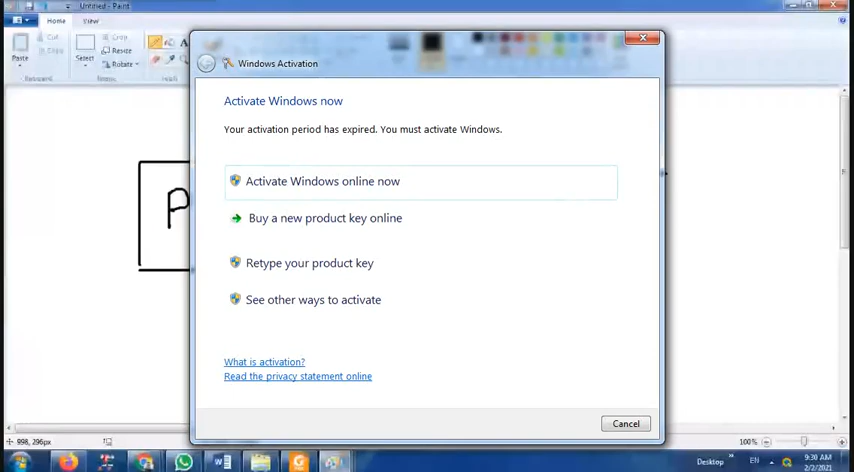 Untitled - Paint
Home
View
Cut
Copy
Paste
Clipboard
Select
Crop
Resize
Rotate
A
Windows Activation
Activate Windows now
Your activation period has expired. You must activate Windows.
Activate Windows online now
Buy a new product key online
Retype your product key
See other ways to activate
What is activation?
Read the privacy statement online
Cancel
P
998, 296px
100%
Desktop
EN
9:30 AM
2/2/2021